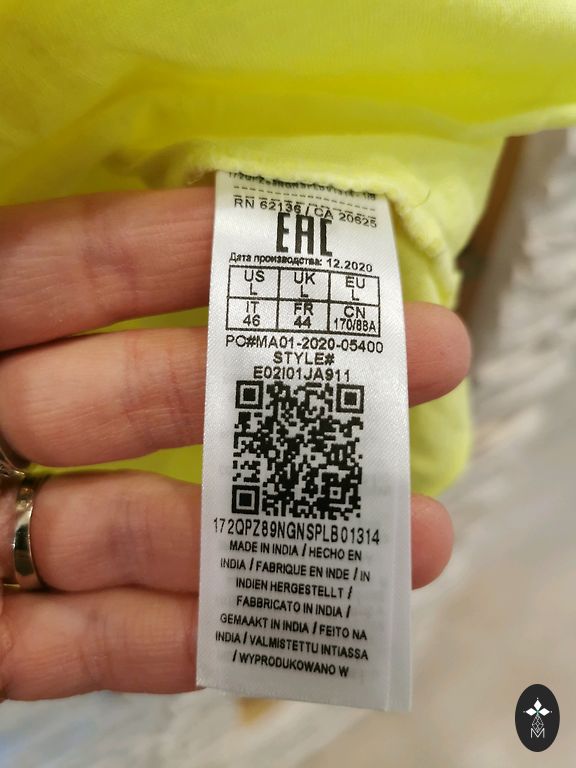 RN 62136 / CA 20625
EAC
Дата производства: 12.2020
US UK EU
L L L
IT FR CN
46 44 170/88A
PO#MA01-2020-05400
STYLE#
E02I01JA911
172QPZ89NGNSPLB01314
MADE IN INDIA / HECHO EN
INDIA / FABRIQUE EN INDE / IN
INDIEN HERGESTELLT /
FABBRICATO IN INDIA /
GEMAAKT IN INDIA / FEITO NA
INDIA / VALMISTETTU INTIASSA
/ WYPRODUKOWANO W
M